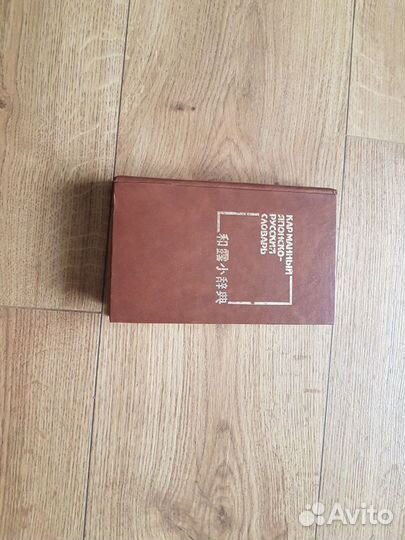 КАРМАННЫЙ
ЯПОНСКО-
РУССКИЙ
СЛОВАРЬ
和露小辞典
Avito